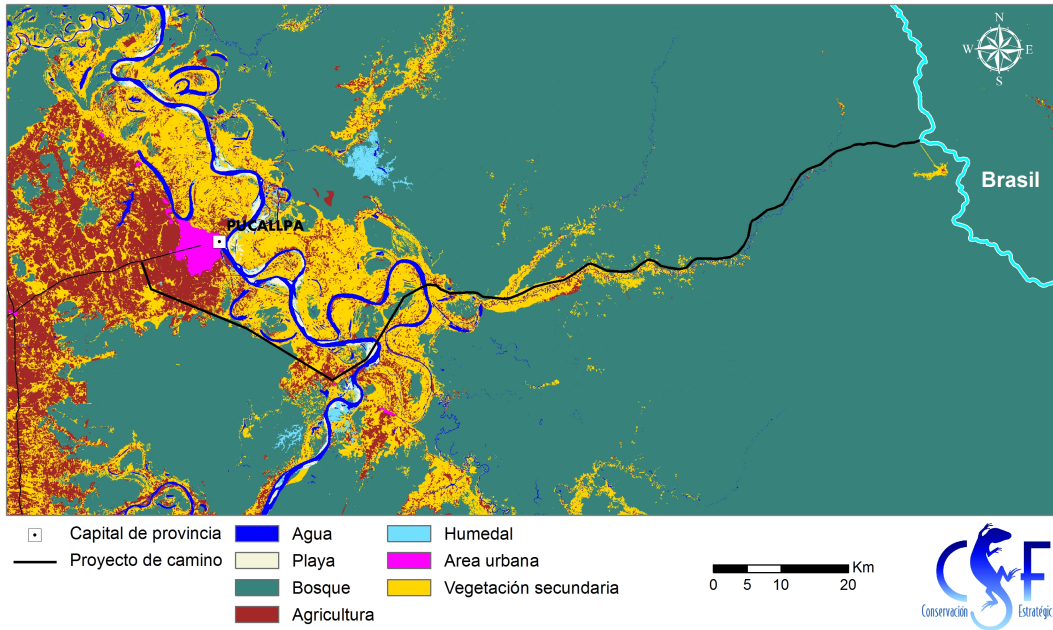 N
W E
S
Brasil
PUCALLPA
Capital de provincia
Proyecto de camino
Agua
Playa
Bosque
Agricultura
Humedal
Area urbana
Vegetación secundaria
Km
0 5 10 20
CSF
Conservación Estratégic